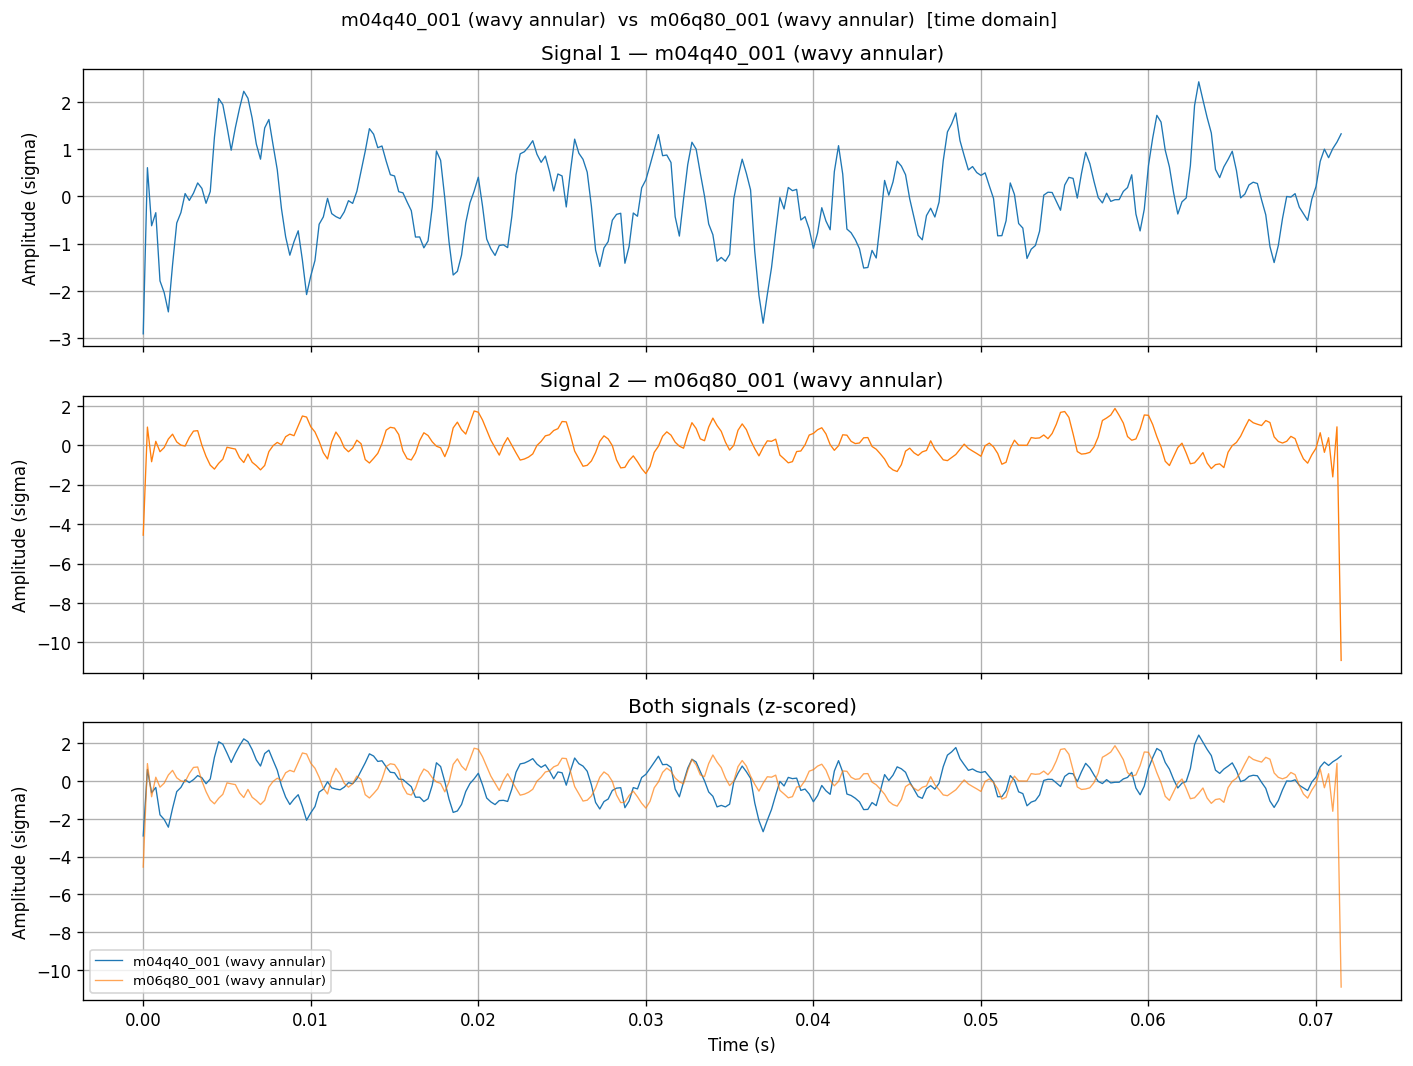 m04q40_001 (wavy annular)  vs  m06q80_001 (wavy annular)  [time domain]
Signal 1 — m04q40_001 (wavy annular)
Amplitude (sigma)
2
1
0
−1
−2
−3
Signal 2 — m06q80_001 (wavy annular)
Amplitude (sigma)
2
0
−2
−4
−6
−8
−10
Both signals (z-scored)
Amplitude (sigma)
2
0
−2
−4
−6
−8
−10
m04q40_001 (wavy annular)
m06q80_001 (wavy annular)
0.00 0.01 0.02 0.03 0.04 0.05 0.06 0.07
Time (s)